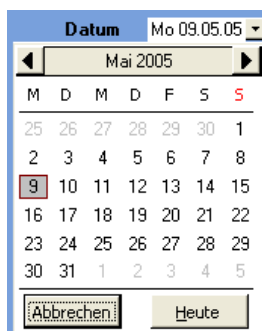 Datum Mo 09.05.05
Mai 2005
M D M D F S S
25 26 27 28 29 30 1
2 3 4 5 6 7 8
9 10 11 12 13 14 15
16 17 18 19 20 21 22
23 24 25 26 27 28 29
30 31 1 2 3 4 5
Abbrechen Heute